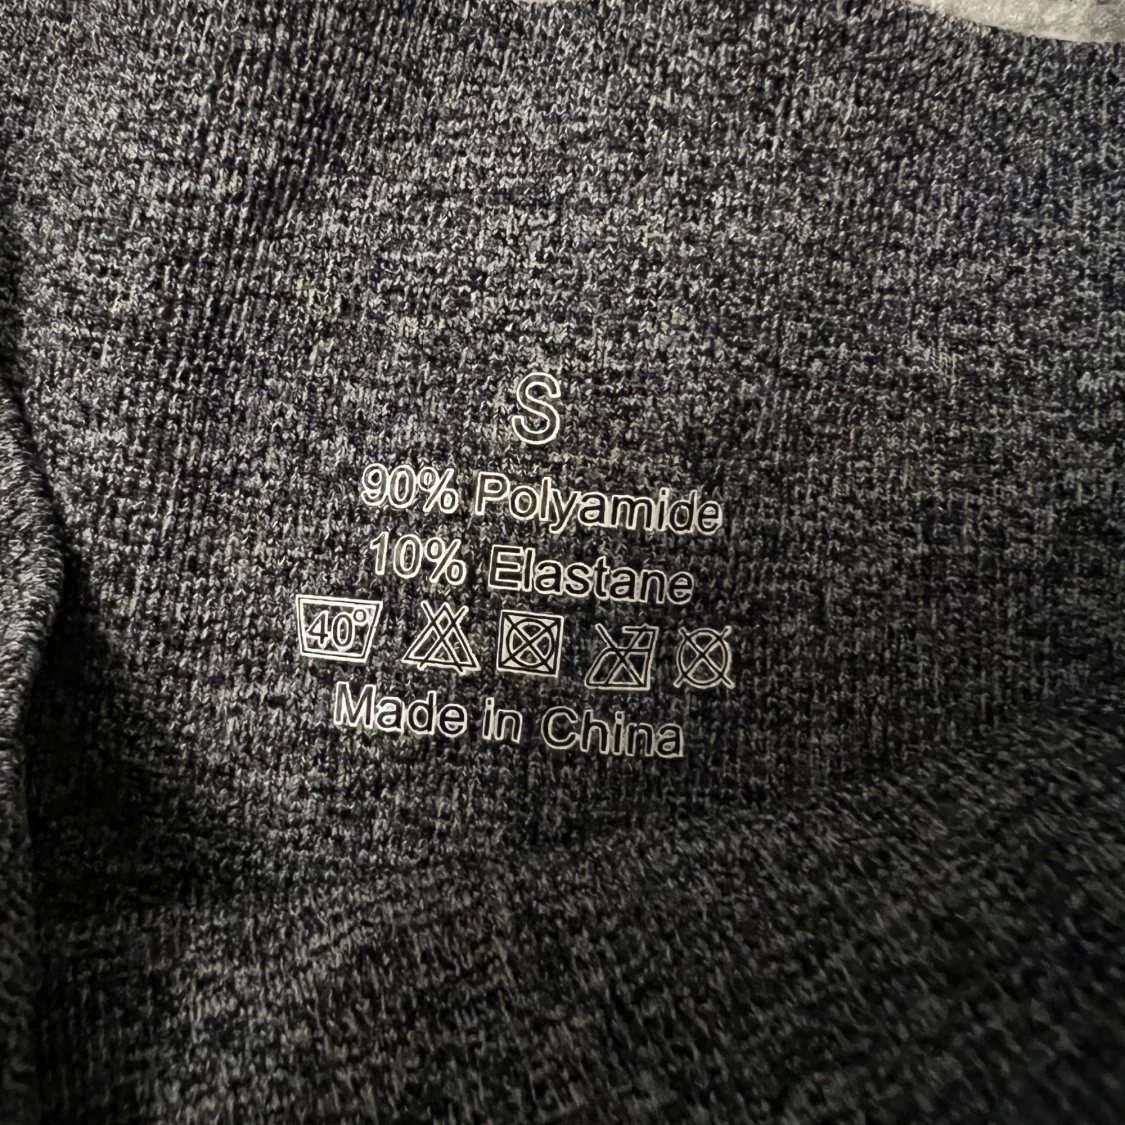 S
90% Polyamide
10% Elastane
40°
Made in China